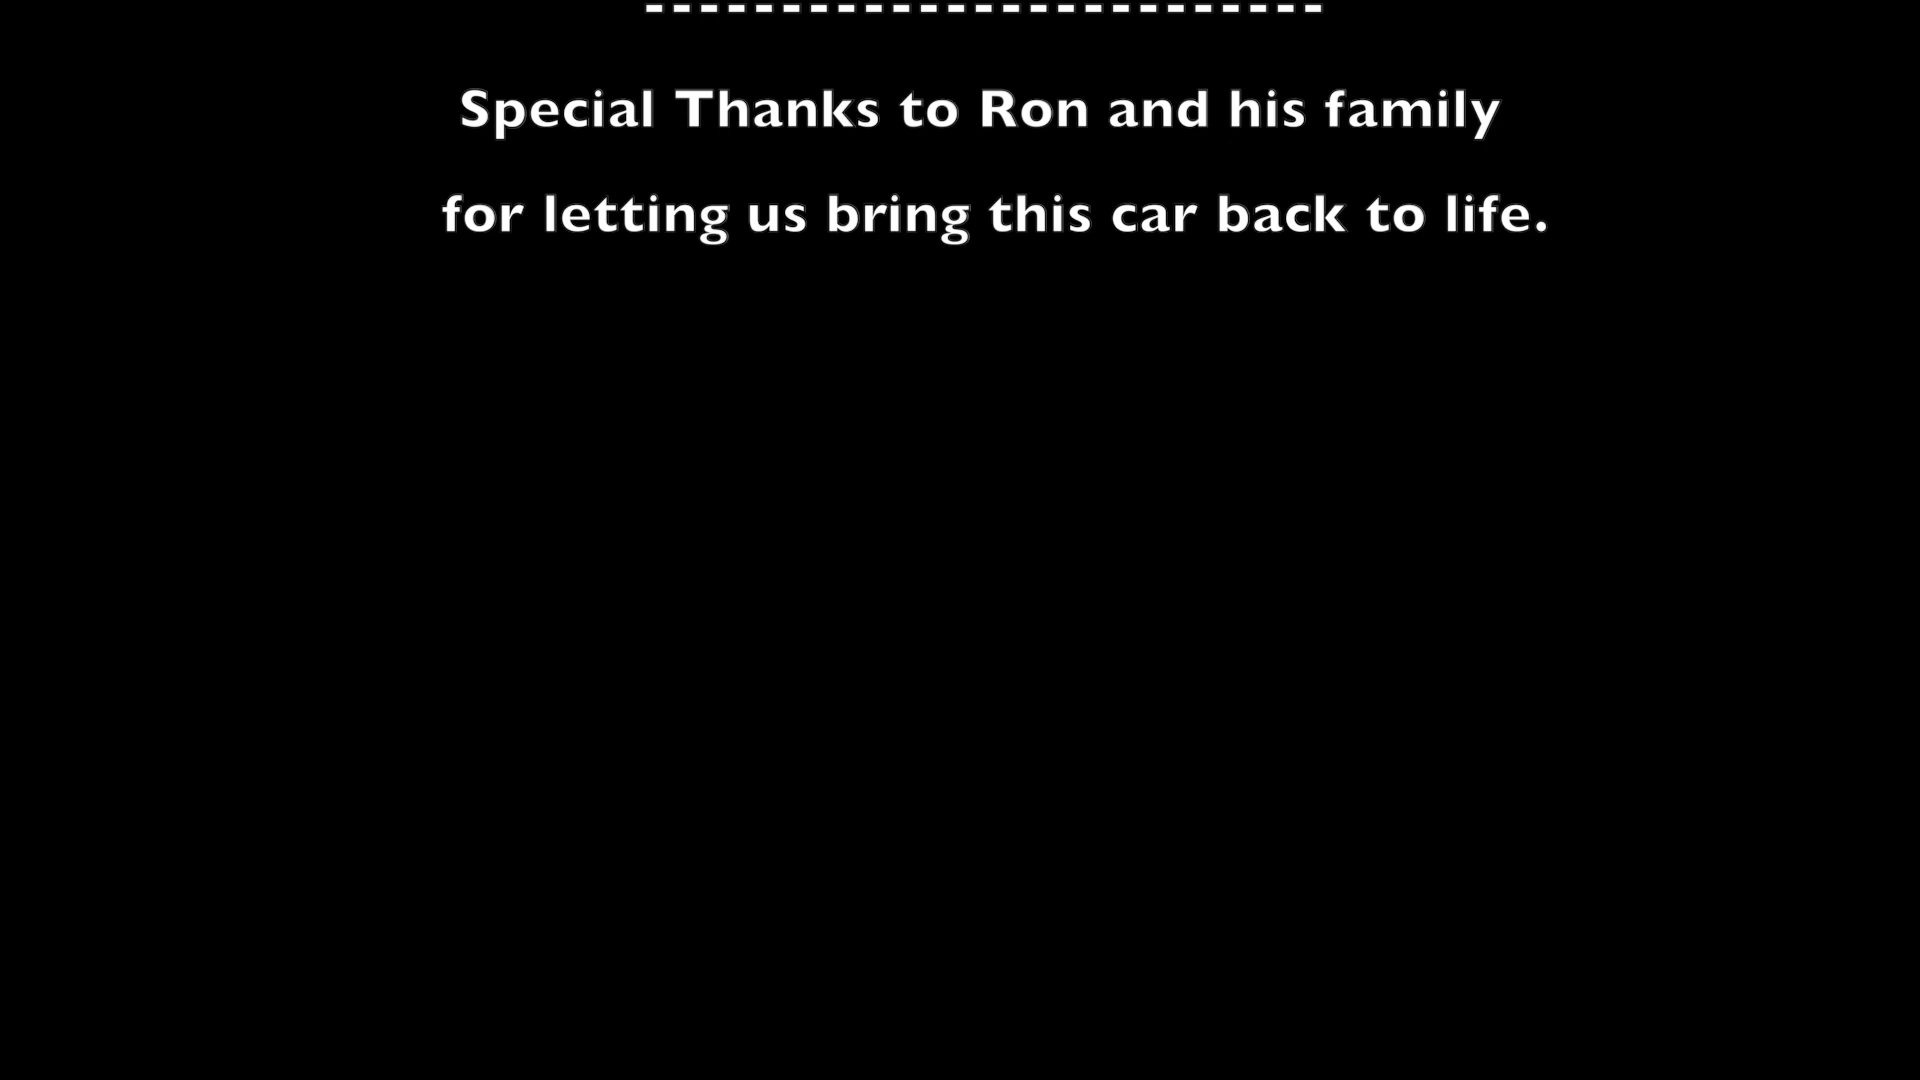 -------------------------
Special Thanks to Ron and his family
for letting us bring this car back to life.